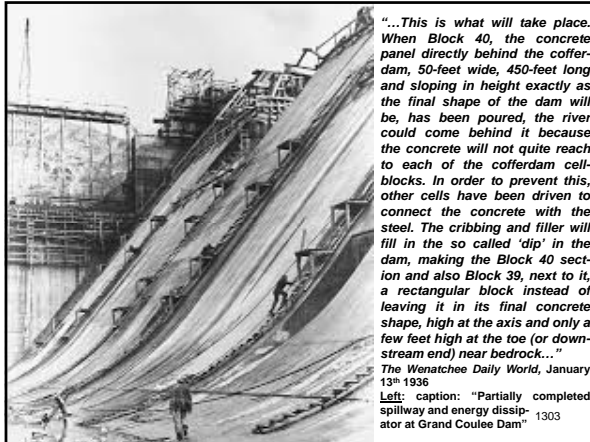 “…This is what will take place.
When Block 40, the concrete
panel directly behind the coffer-
dam, 50-feet wide, 450-feet long
and sloping in height exactly as
the final shape of the dam will
be, has been poured, the river
could come behind it because
the concrete will not quite reach
to each of the cofferdam cell-
blocks. In order to prevent this,
other cells have been driven to
connect the concrete with the
steel. The cribbing and filler will
fill in the so called ‘dip’ in the
dam, making the Block 40 sect-
ion and also Block 39, next to it,
a rectangular block instead of
leaving it in its final concrete
shape, high at the axis and only a
few feet high at the toe (or down-
stream end) near bedrock…”
The Wenatchee Daily World, January
13th 1936
Left: caption: “Partially completed
spillway and energy dissip-
ator at Grand Coulee Dam”
1303